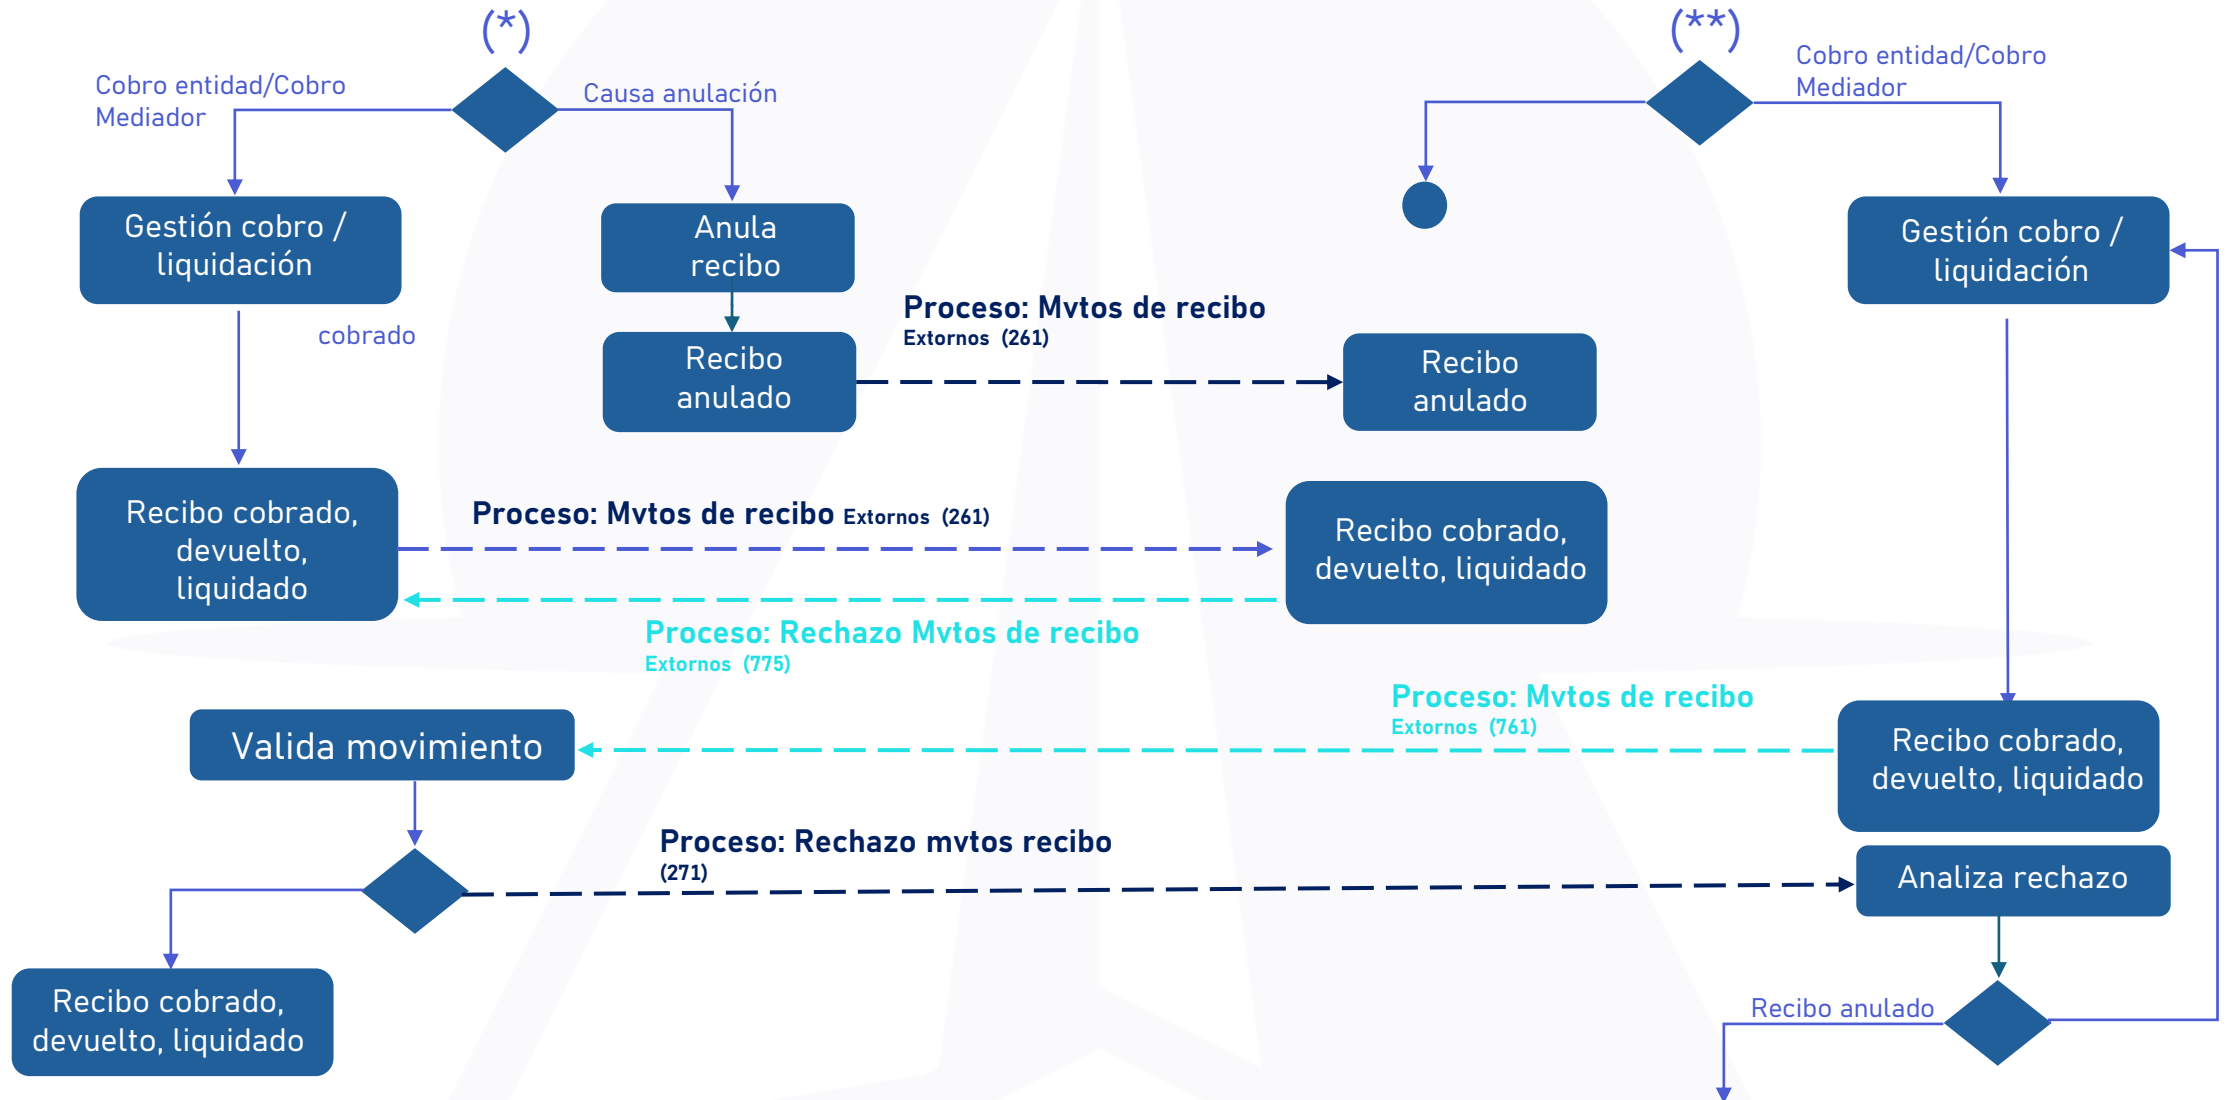 (*)
(**)
Cobro entidad/Cobro
Mediador
Causa anulación
Cobro entidad/Cobro
Mediador
Gestión cobro /
liquidación
Anula
recibo
Gestión cobro /
liquidación
cobrado
Proceso: Mvtos de recibo
Extornos (261)
Recibo
anulado
Recibo
anulado
Recibo cobrado,
devuelto,
liquidado
Proceso: Mvtos de recibo Extornos (261)
Recibo cobrado,
devuelto, liquidado
Proceso: Rechazo Mvtos de recibo
Extornos (775)
Proceso: Mvtos de recibo
Extornos (761)
Valida movimiento
Recibo cobrado,
devuelto, liquidado
Proceso: Rechazo mvtos recibo
(271)
Analiza rechazo
Recibo cobrado,
devuelto, liquidado
Recibo anulado